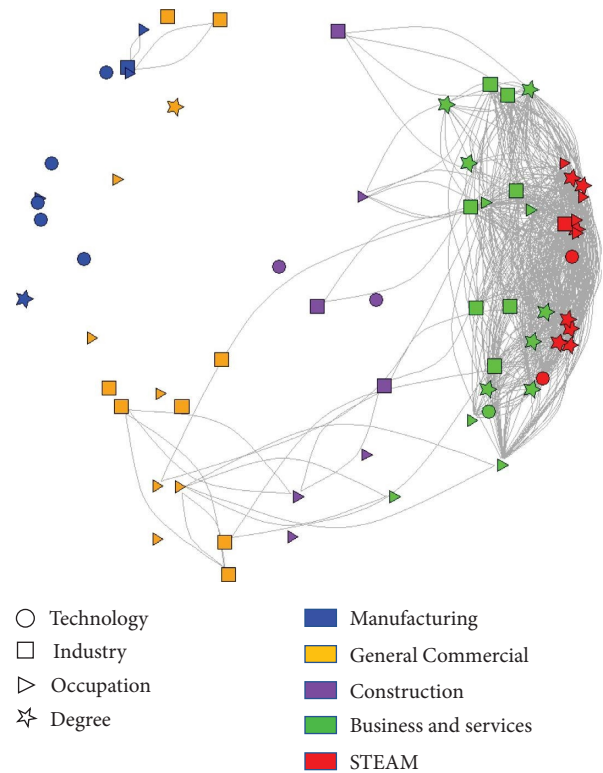 Technology
Industry
Occupation
Degree
Manufacturing
General Commercial
Construction
Business and services
STEAM